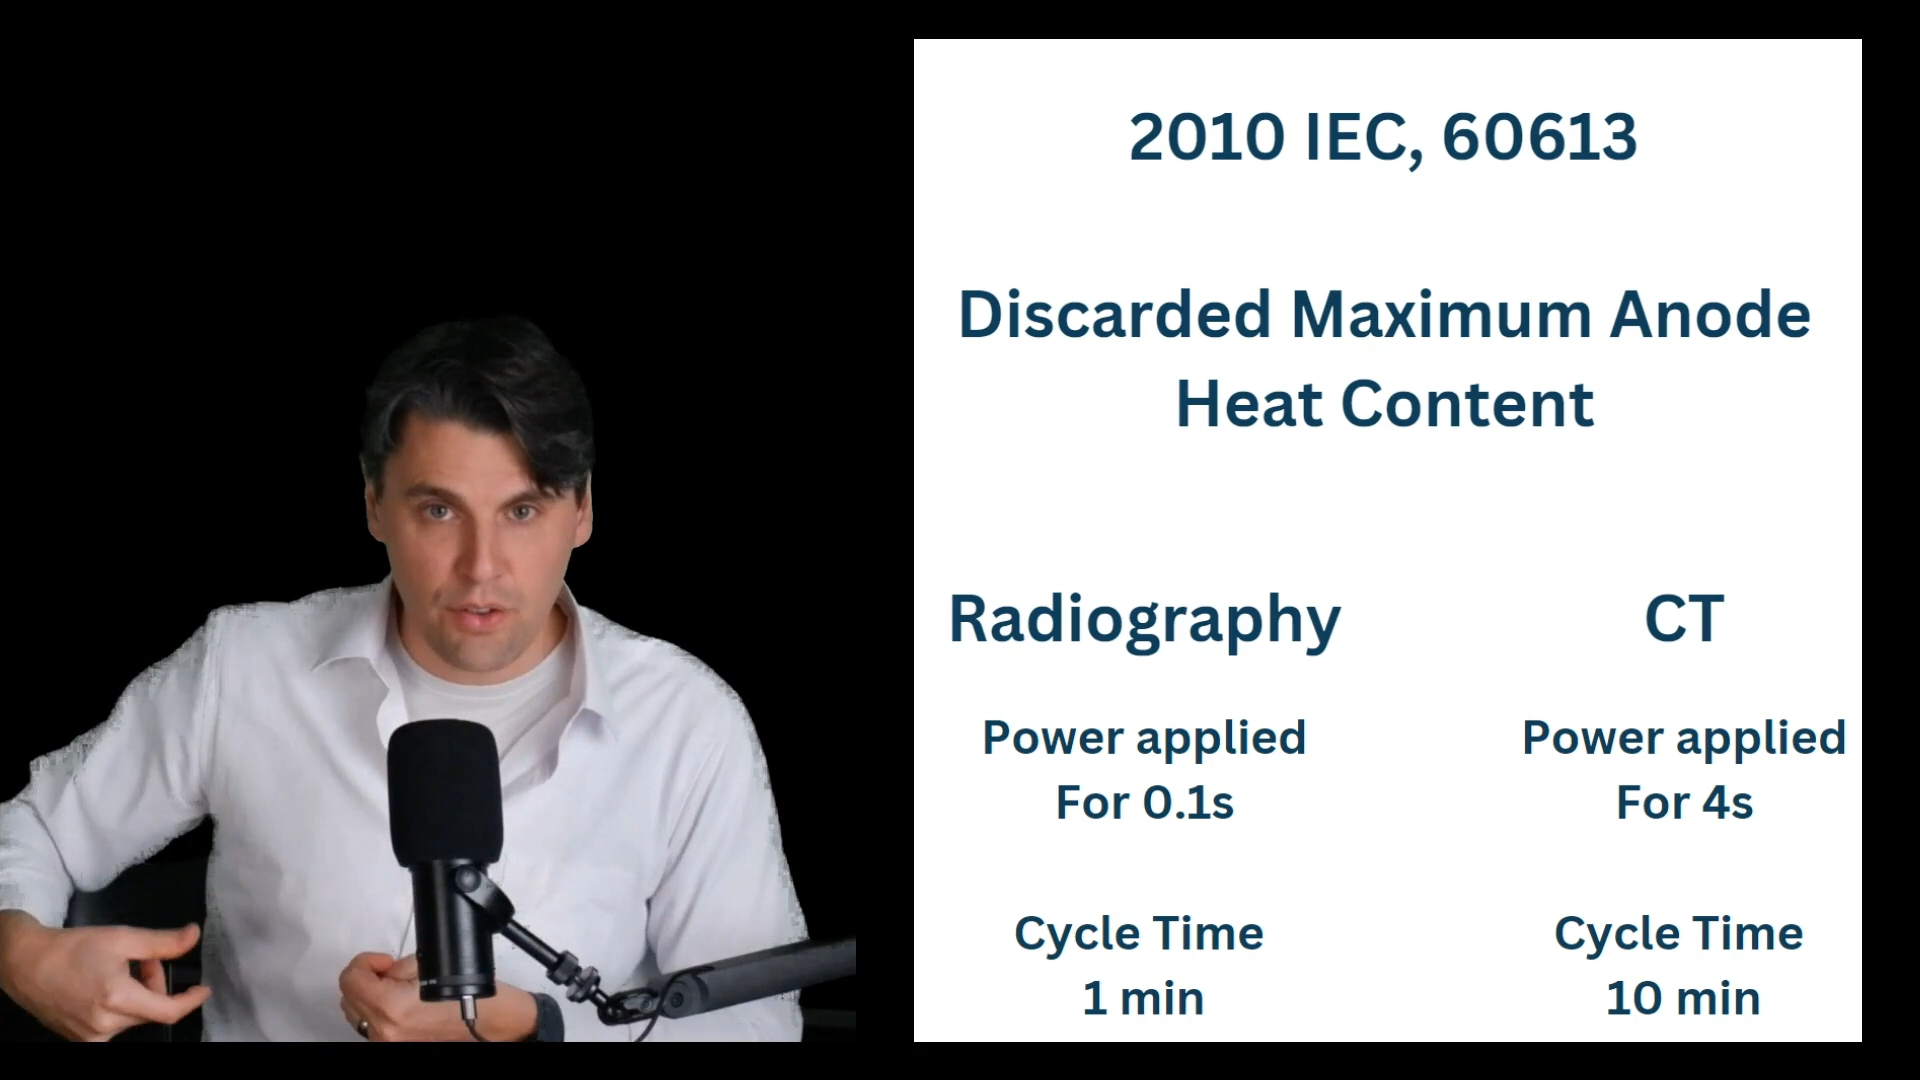 2010 IEC, 60613
Discarded Maximum Anode
Heat Content
Radiography
Power applied
For 0.1s
Cycle Time
1 min
CT
Power applied
For 4s
Cycle Time
10 min